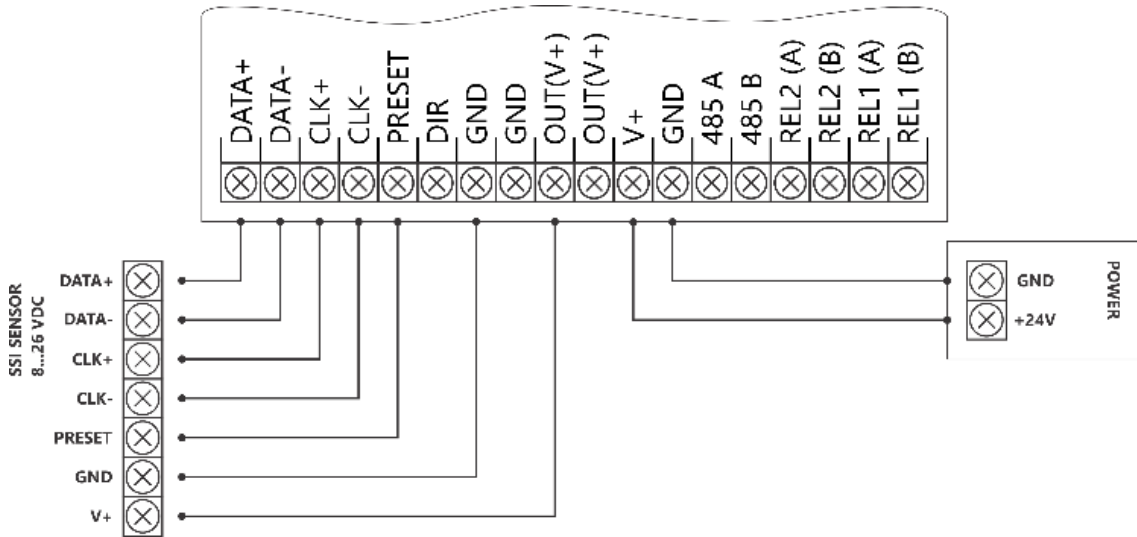 DATA+
DATA-
CLK+
CLK-
PRESET
DIR
GND
GND
OUT(V+)
OUT(V+)
V+
GND
485 A
485 B
REL2 (A)
REL2 (B)
REL1 (A)
REL1 (B)
SSI SENSOR
8...26 VDC
DATA+
DATA-
CLK+
CLK-
PRESET
GND
V+
GND
+24V
POWER